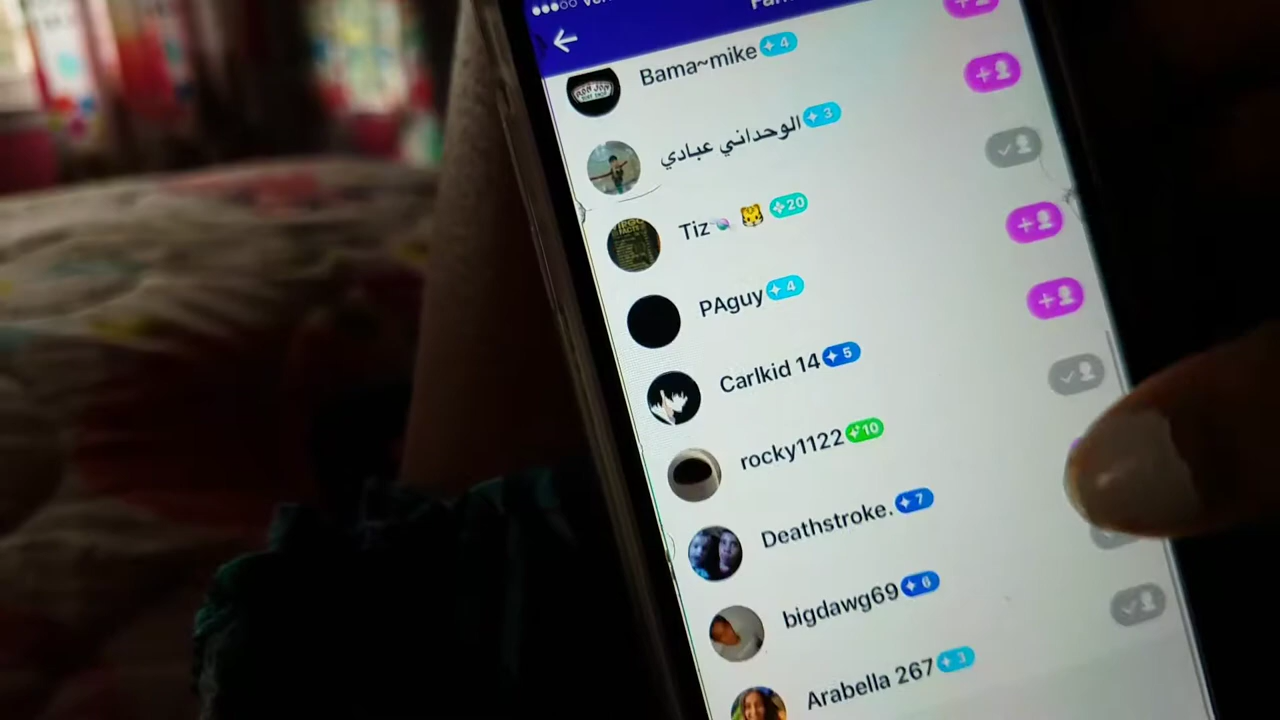 Bama~mike 4
الوحداني عبادي 3
Tiz 20
PAguy 4
Carlkid 14 5
rocky1122 10
Deathstroke. 7
bigdawg69 6
Arabella 267 3